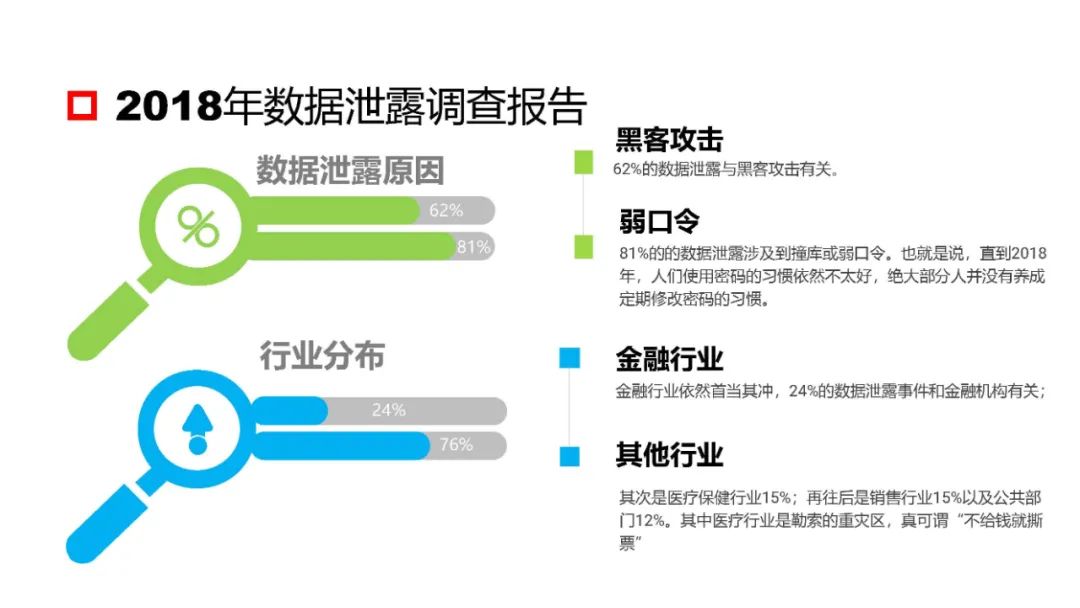 2018年数据泄露调查报告
数据泄露原因
62%
81%
黑客攻击
62%的数据泄露与黑客攻击有关。
弱口令
81%的的数据泄露涉及到撞库或弱口令。也就是说，直到2018
年，人们使用密码的习惯依然不太好，绝大部分人并没有养成
定期修改密码的习惯。
行业分布
24%
76%
金融行业
金融行业依然首当其冲，24%的数据泄露事件和金融机构有关；
其他行业
其次是医疗保健行业15%；再往后是销售行业15%以及公共部
门12%。其中医疗行业是勒索的重灾区，真可谓“不给钱就撕
票”